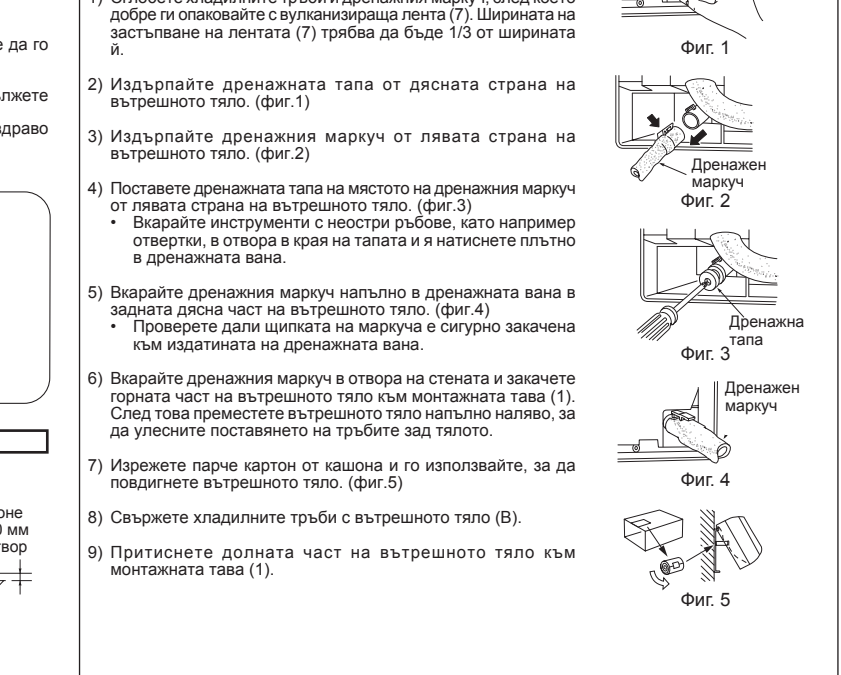 е да го
лжете
здраво
оне
0 мм
твор
добре ги опаковайте с вулканизираща лента (7). Ширината на
застъпване на лентата (7) трябва да бъде 1/3 от ширината
й.
2) Издърпайте дренажната тапа от дясната страна на
вътрешното тяло. (фиг.1)
3) Издърпайте дренажния маркуч от лявата страна на
вътрешното тяло. (фиг.2)
4) Поставете дренажната тапа на мястото на дренажния маркуч
от лявата страна на вътрешното тяло. (фиг.3)
• Вкарайте инструменти с неостри ръбове, като например
отвертки, в отвора в края на тапата и я натиснете плътно
в дренажната вана.
5) Вкарайте дренажния маркуч напълно в дренажната вана в
задната дясна част на вътрешното тяло. (фиг.4)
• Проверете дали щипката на маркуча е сигурно закачена
към издатината на дренажната вана.
6) Вкарайте дренажния маркуч в отвора на стената и закачете
горната част на вътрешното тяло към монтажната тава (1).
След това преместете вътрешното тяло напълно наляво, за
да улесните поставянето на тръбите зад тялото.
7) Изрежете парче картон от кашона и го използвайте, за да
повдигнете вътрешното тяло. (фиг.5)
8) Свържете хладилните тръби с вътрешното тяло (B).
9) Притиснете долната част на вътрешното тяло към
монтажната тава (1).
Фиг. 1
Дренажен
маркуч
Фиг. 2
Дренажна
тапа
Фиг. 3
Дренажен
маркуч
Фиг. 4
Фиг. 5